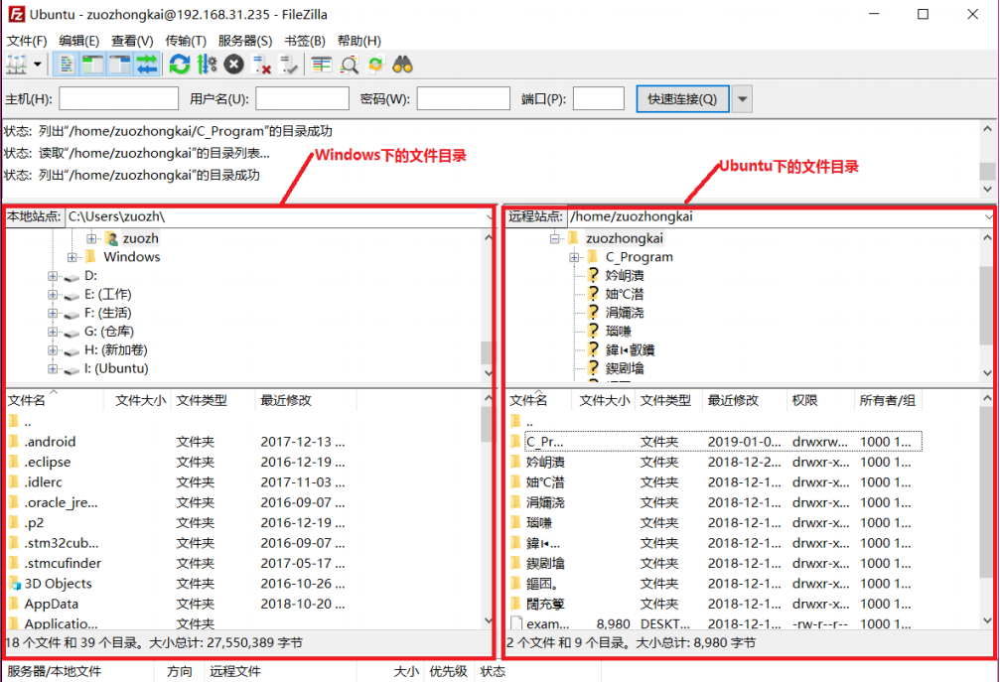 Ubuntu - zuozhongkai@192.168.31.235 - FileZilla
文件(F) 编辑(E) 查看(V) 传输(T) 服务器(S) 书签(B) 帮助(H)
主机(H): 用户名(U): 密码(W): 端口(P): 快速连接(Q)
状态: 列出"/home/zuozhongkai/C_Program"的目录成功
状态: 读取"/home/zuozhongkai"的目录列表...
状态: 列出"/home/zuozhongkai"的目录成功
Windows下的文件目录
Ubuntu下的文件目录
本地站点: C:\Users\zuozh\
zuozh
Windows
D:
E: (工作)
F: (生活)
G: (仓库)
H: (新加卷)
I: (Ubuntu)
文件名 文件大小 文件类型 最近修改
..
.android 文件夹 2017-12-13 ...
.eclipse 文件夹 2016-12-19 ...
.idlerc 文件夹 2017-11-03 ...
.oracle_jre... 文件夹 2016-09-07 ...
.p2 文件夹 2016-12-19 ...
.stm32cub... 文件夹 2016-09-07 ...
.stmcufinder 文件夹 2017-05-17 ...
3D Objects 文件夹 2016-10-26 ...
AppData 文件夹 2018-10-20 ...
Applicatio... 文件夹
18 个文件 和 39 个目录。大小总计: 27,550,389 字节
远程站点: /home/zuozhongkai
zuozhongkai
C_Program
妗岄潰
妯℃澘
涓嬭浇
瑙嗛
鍥剧墖
文件名 文件大小 文件类型 最近修改 权限 所有者/组
..
C_Pr... 文件夹 2019-01-0... drwxrw... 1000 1...
妗岄潰 文件夹 2018-12-2... drwxr-x... 1000 1...
妯℃澘 文件夹 2018-12-1... drwxr-x... 1000 1...
涓嬭浇 文件夹 2018-12-1... drwxr-x... 1000 1...
瑙嗛 文件夹 2018-12-1... drwxr-x... 1000 1...
文件夹 2018-12-1... drwxr-x... 1000 1...
鍥剧墖 文件夹 2018-12-1... drwxr-x... 1000 1...
文件夹 2018-12-1... drwxr-x... 1000 1...
文件夹 2018-12-1... drwxr-x... 1000 1...
exam... 8,980 DESKT... 2018-12-1... -rw-r--r-- 1000 1...
2 个文件 和 9 个目录。大小总计: 8,980 字节
服务器/本地文件 方向 远程文件 大小 优先级 状态